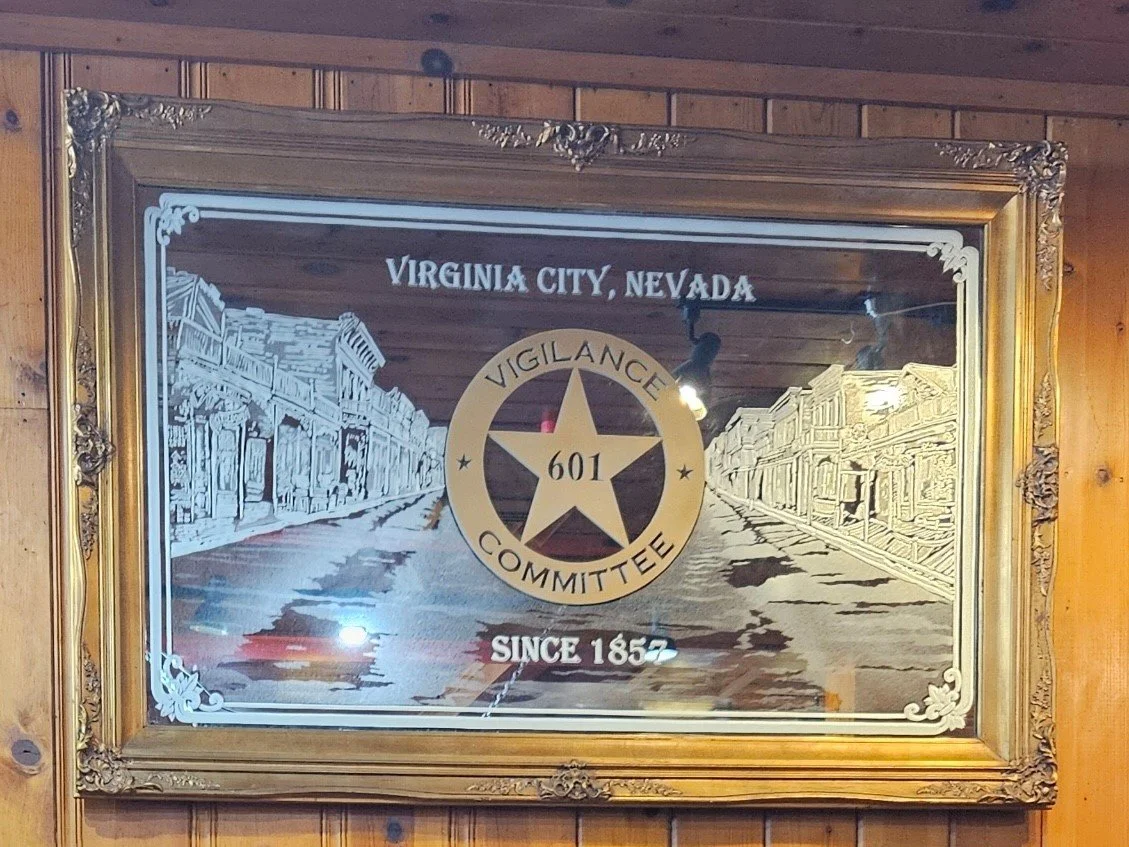 VIRGINIA CITY, NEVADA
VIGILANCE
601
COMMITTEE
SINCE 1857